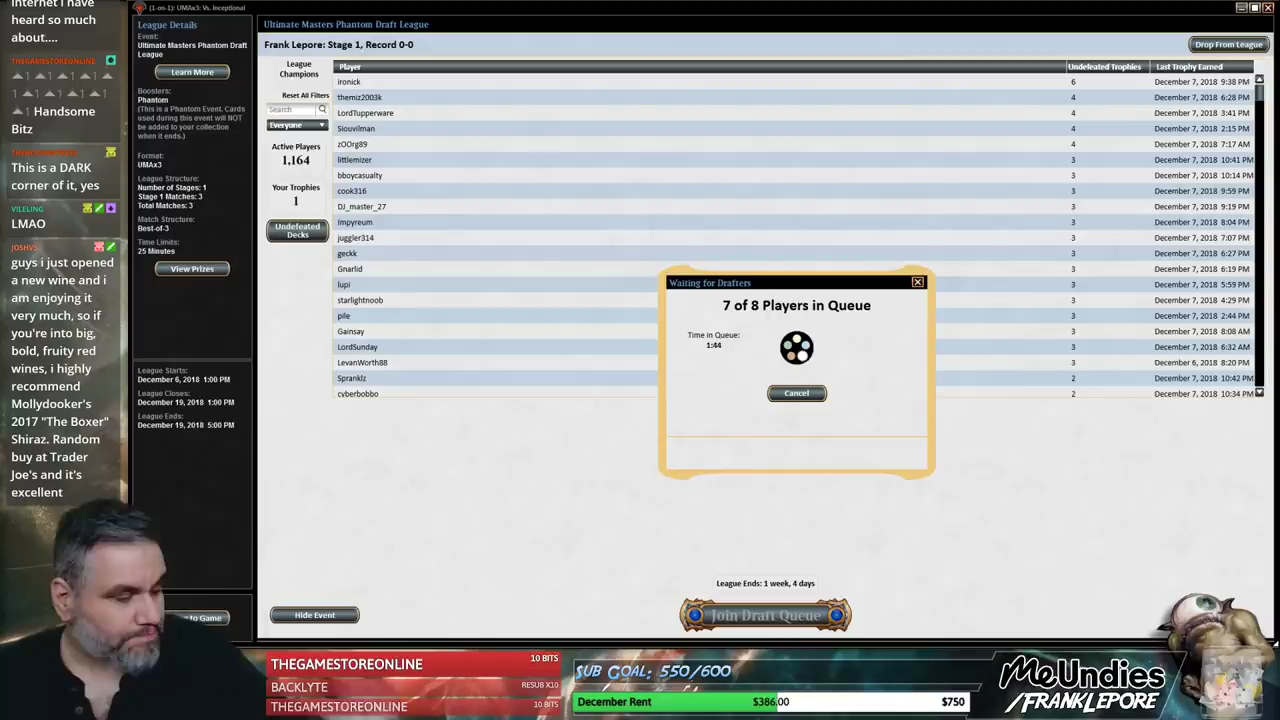 internet I have
heard so much
about....
THEGAMESTOREONLINE
1 1 1 1 1
1 1 1 1 1
1 Handsome
Bitz
This is a DARK
corner of it, yes
VILELING
LMAO
JOSHVS
guys i just opened
a new wine and i
am enjoying it
very much, so if
you're into big,
bold, fruity red
wines, i highly
recommend
Mollydooker's
2017 "The Boxer"
Shiraz. Random
buy at Trader
Joe's and it's
excellent
(1-on-1): UMAx3: Vs. Inceptional
League Details
Event:
Ultimate Masters Phantom Draft
League
Learn More
Boosters:
Phantom
(This is a Phantom Event. Cards
used during this event will NOT
be added to your collection
when it ends.)
Format:
UMAx3
League Structure:
Number of Stages: 1
Stage 1 Matches: 3
Total Matches: 3
Match Structure:
Best-of-3
Time Limits:
25 Minutes
View Prizes
League Starts:
December 6, 2018 1:00 PM
League Closes:
December 19, 2018 1:00 PM
League Ends:
December 19, 2018 5:00 PM
to Game
Ultimate Masters Phantom Draft League
Frank Lepore: Stage 1, Record 0-0
Drop From League
League
Champions
Reset All Filters
Search
Everyone
Active Players
1,164
Your Trophies
1
Undefeated
Decks
Player Undefeated Trophies Last Trophy Earned
ironick 6 December 7, 2018 9:38 PM
themiz2003k 4 December 7, 2018 6:28 PM
LordTupperware 4 December 7, 2018 3:41 PM
Siouvilman 4 December 7, 2018 2:15 PM
zOOrg89 4 December 7, 2018 7:17 AM
littlemizer 3 December 7, 2018 10:41 PM
bboycasualty 3 December 7, 2018 10:14 PM
cook316 3 December 7, 2018 9:59 PM
DJ_master_27 3 December 7, 2018 9:19 PM
Impyreum 3 December 7, 2018 8:04 PM
juggler314 3 December 7, 2018 7:07 PM
geckk 3 December 7, 2018 6:27 PM
Gnarlid 3 December 7, 2018 6:19 PM
lupi 3 December 7, 2018 5:59 PM
starlightnoob 3 December 7, 2018 4:29 PM
pile 3 December 7, 2018 2:44 PM
Gainsay 3 December 7, 2018 8:08 AM
LordSunday 3 December 7, 2018 6:32 AM
LevanWorth88 3 December 6, 2018 8:20 PM
Spranklz 2 December 7, 2018 10:42 PM
cyberbobbo 2 December 7, 2018 10:34 PM
Waiting for Drafters
7 of 8 Players in Queue
Time in Queue:
1:44
Cancel
League Ends: 1 week, 4 days
Hide Event
Join Draft Queue
THEGAMESTOREONLINE 10 BITS
BACKLYTE RESUB X10
THEGAMESTOREONLINE 10 BITS
SUB GOAL: 550/600
December Rent $386.00 $750
MeUndies
/FRANKLEPORE